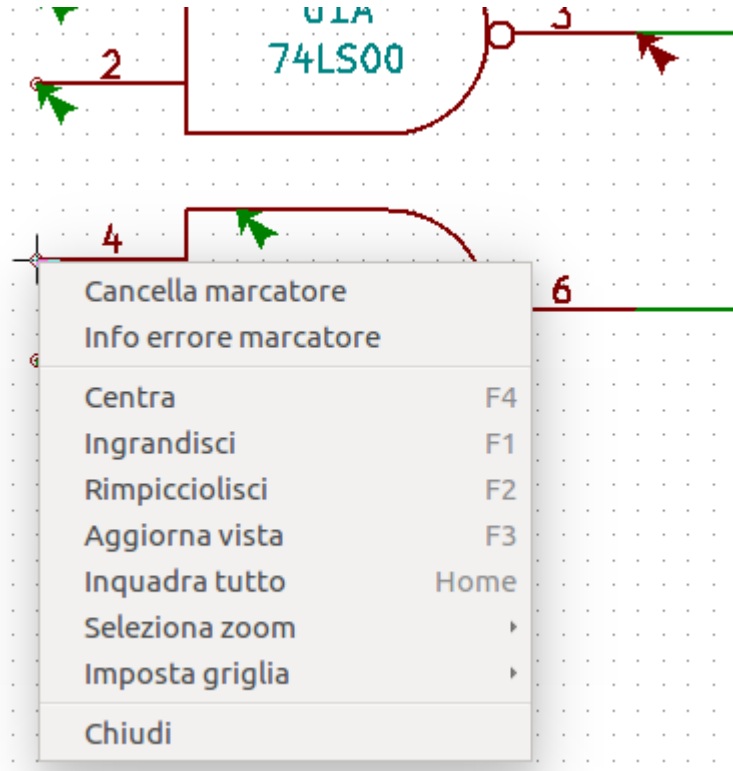 U1A
3
2
74LS00
4
6
Cancella marcatore
Info errore marcatore
Centra F4
Ingrandisci F1
Rimpicciolisci F2
Aggiorna vista F3
Inquadra tutto Home
Seleziona zoom
Imposta griglia
Chiudi